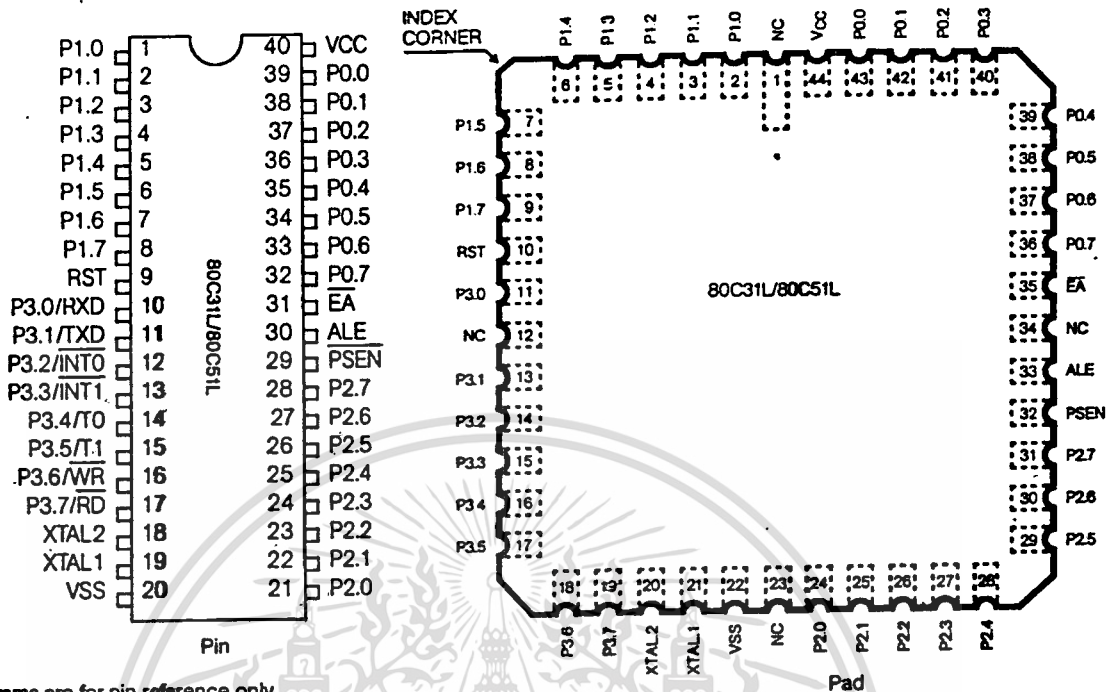 P1.0 1 40 VCC
P1.1 2 39 P0.0
P1.2 3 38 P0.1
P1.3 4 37 P0.2
P1.4 5 36 P0.3
P1.5 6 35 P0.4
P1.6 7 34 P0.5
P1.7 8 33 P0.6
RST 9 32 P0.7
P3.0/RXD 10 31 E̅A̅
P3.1/TXD 11 30 ALE
P3.2/I̅N̅T̅0̅ 12 29 P̅S̅E̅N̅
P3.3/I̅N̅T̅1̅ 13 28 P2.7
P3.4/T0 14 27 P2.6
P3.5/T1 15 26 P2.5
P3.6/W̅R̅ 16 25 P2.4
P3.7/R̅D̅ 17 24 P2.3
XTAL2 18 23 P2.2
XTAL1 19 22 P2.1
VSS 20 21 P2.0
80C31L/80C51L
Pin
INDEX
CORNER
P1.4 P1.3 P1.2 P1.1 P1.0 NC VCC P0.0 P0.1 P0.2 P0.3
6 5 4 3 2 1 44 43 42 41 40
P1.5 7 39 P0.4
P1.6 8 38 P0.5
P1.7 9 37 P0.6
RST 10 36 P0.7
P3.0 11 35 E̅A̅
80C31L/80C51L
NC 12 34 NC
P3.1 13 33 ALE
P3.2 14 32 PSEN
P3.3 15 31 P2.7
P3.4 16 30 P2.6
P3.5 17 29 P2.5
18 19 20 21 22 23 24 25 26 27 28
P3.6 P3.7 XTAL2 XTAL1 VSS NC P2.0 P2.1 P2.2 P2.3 P2.4
Pad
are for pin reference only